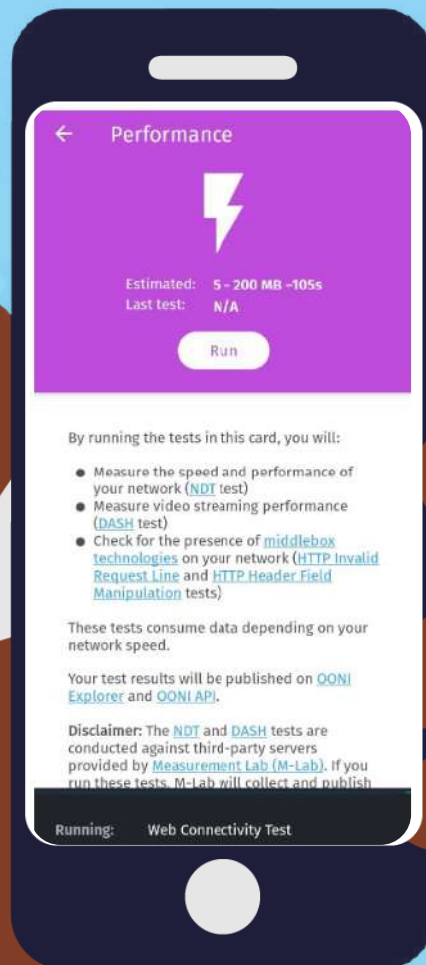 Performance
Estimated: 5 - 200 MB ~105s
Last test: N/A
Run
By running the tests in this card, you will:
● Measure the speed and performance of
your network (NDT test)
● Measure video streaming performance
(DASH test)
● Check for the presence of middlebox
technologies on your network (HTTP Invalid
Request Line and HTTP Header Field
Manipulation tests)
These tests consume data depending on your
network speed.
Your test results will be published on OONI
Explorer and OONI API.
Disclaimer: The NDT and DASH tests are
conducted against third-party servers
provided by Measurement Lab (M-Lab). If you
run these tests, M-Lab will collect and publish
Running: Web Connectivity Test